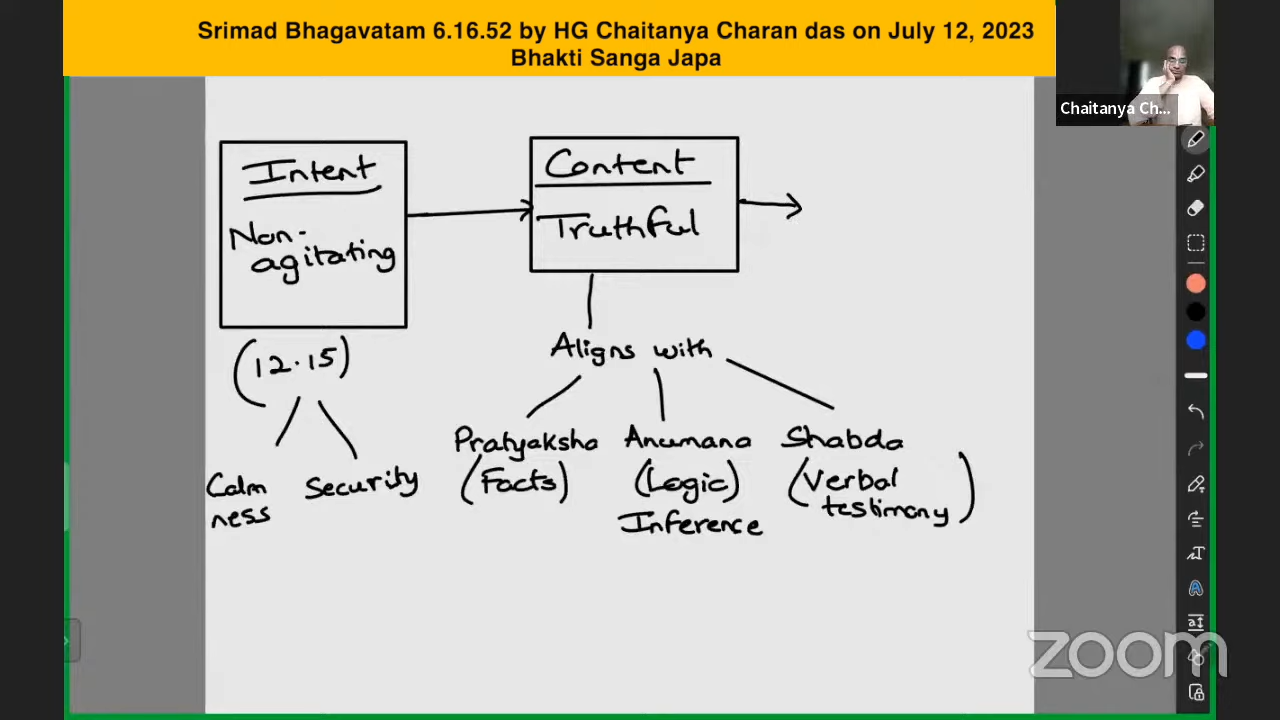 Srimad Bhagavatam 6.16.52 by HG Chaitanya Charan das on July 12, 2023
Bhakti Sanga Japa
Chaitanya Ch...
Intent
Non-
agitating
(12.15)
Calm
ness
Security
Content
Truthful
Aligns with
Pratyaksha
(Facts)
Anumana
(Logic)
Inference
Shabda
(Verbal
testimony)
zoom